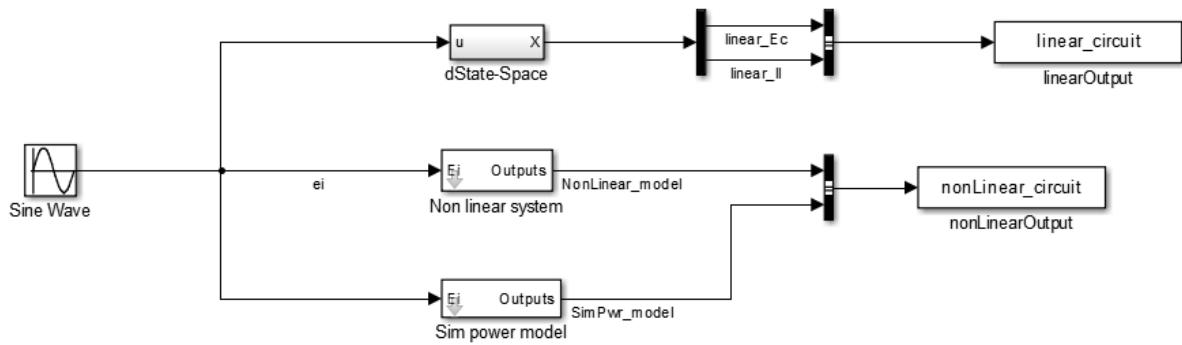 u
X
dState-Space
linear_Ec
linear_Il
linear_circuit
linearOutput
Sine Wave
ei
Ei
Outputs
Non linear system
NonLinear_model
nonLinear_circuit
nonLinearOutput
Ei
Outputs
Sim power model
SimPwr_model